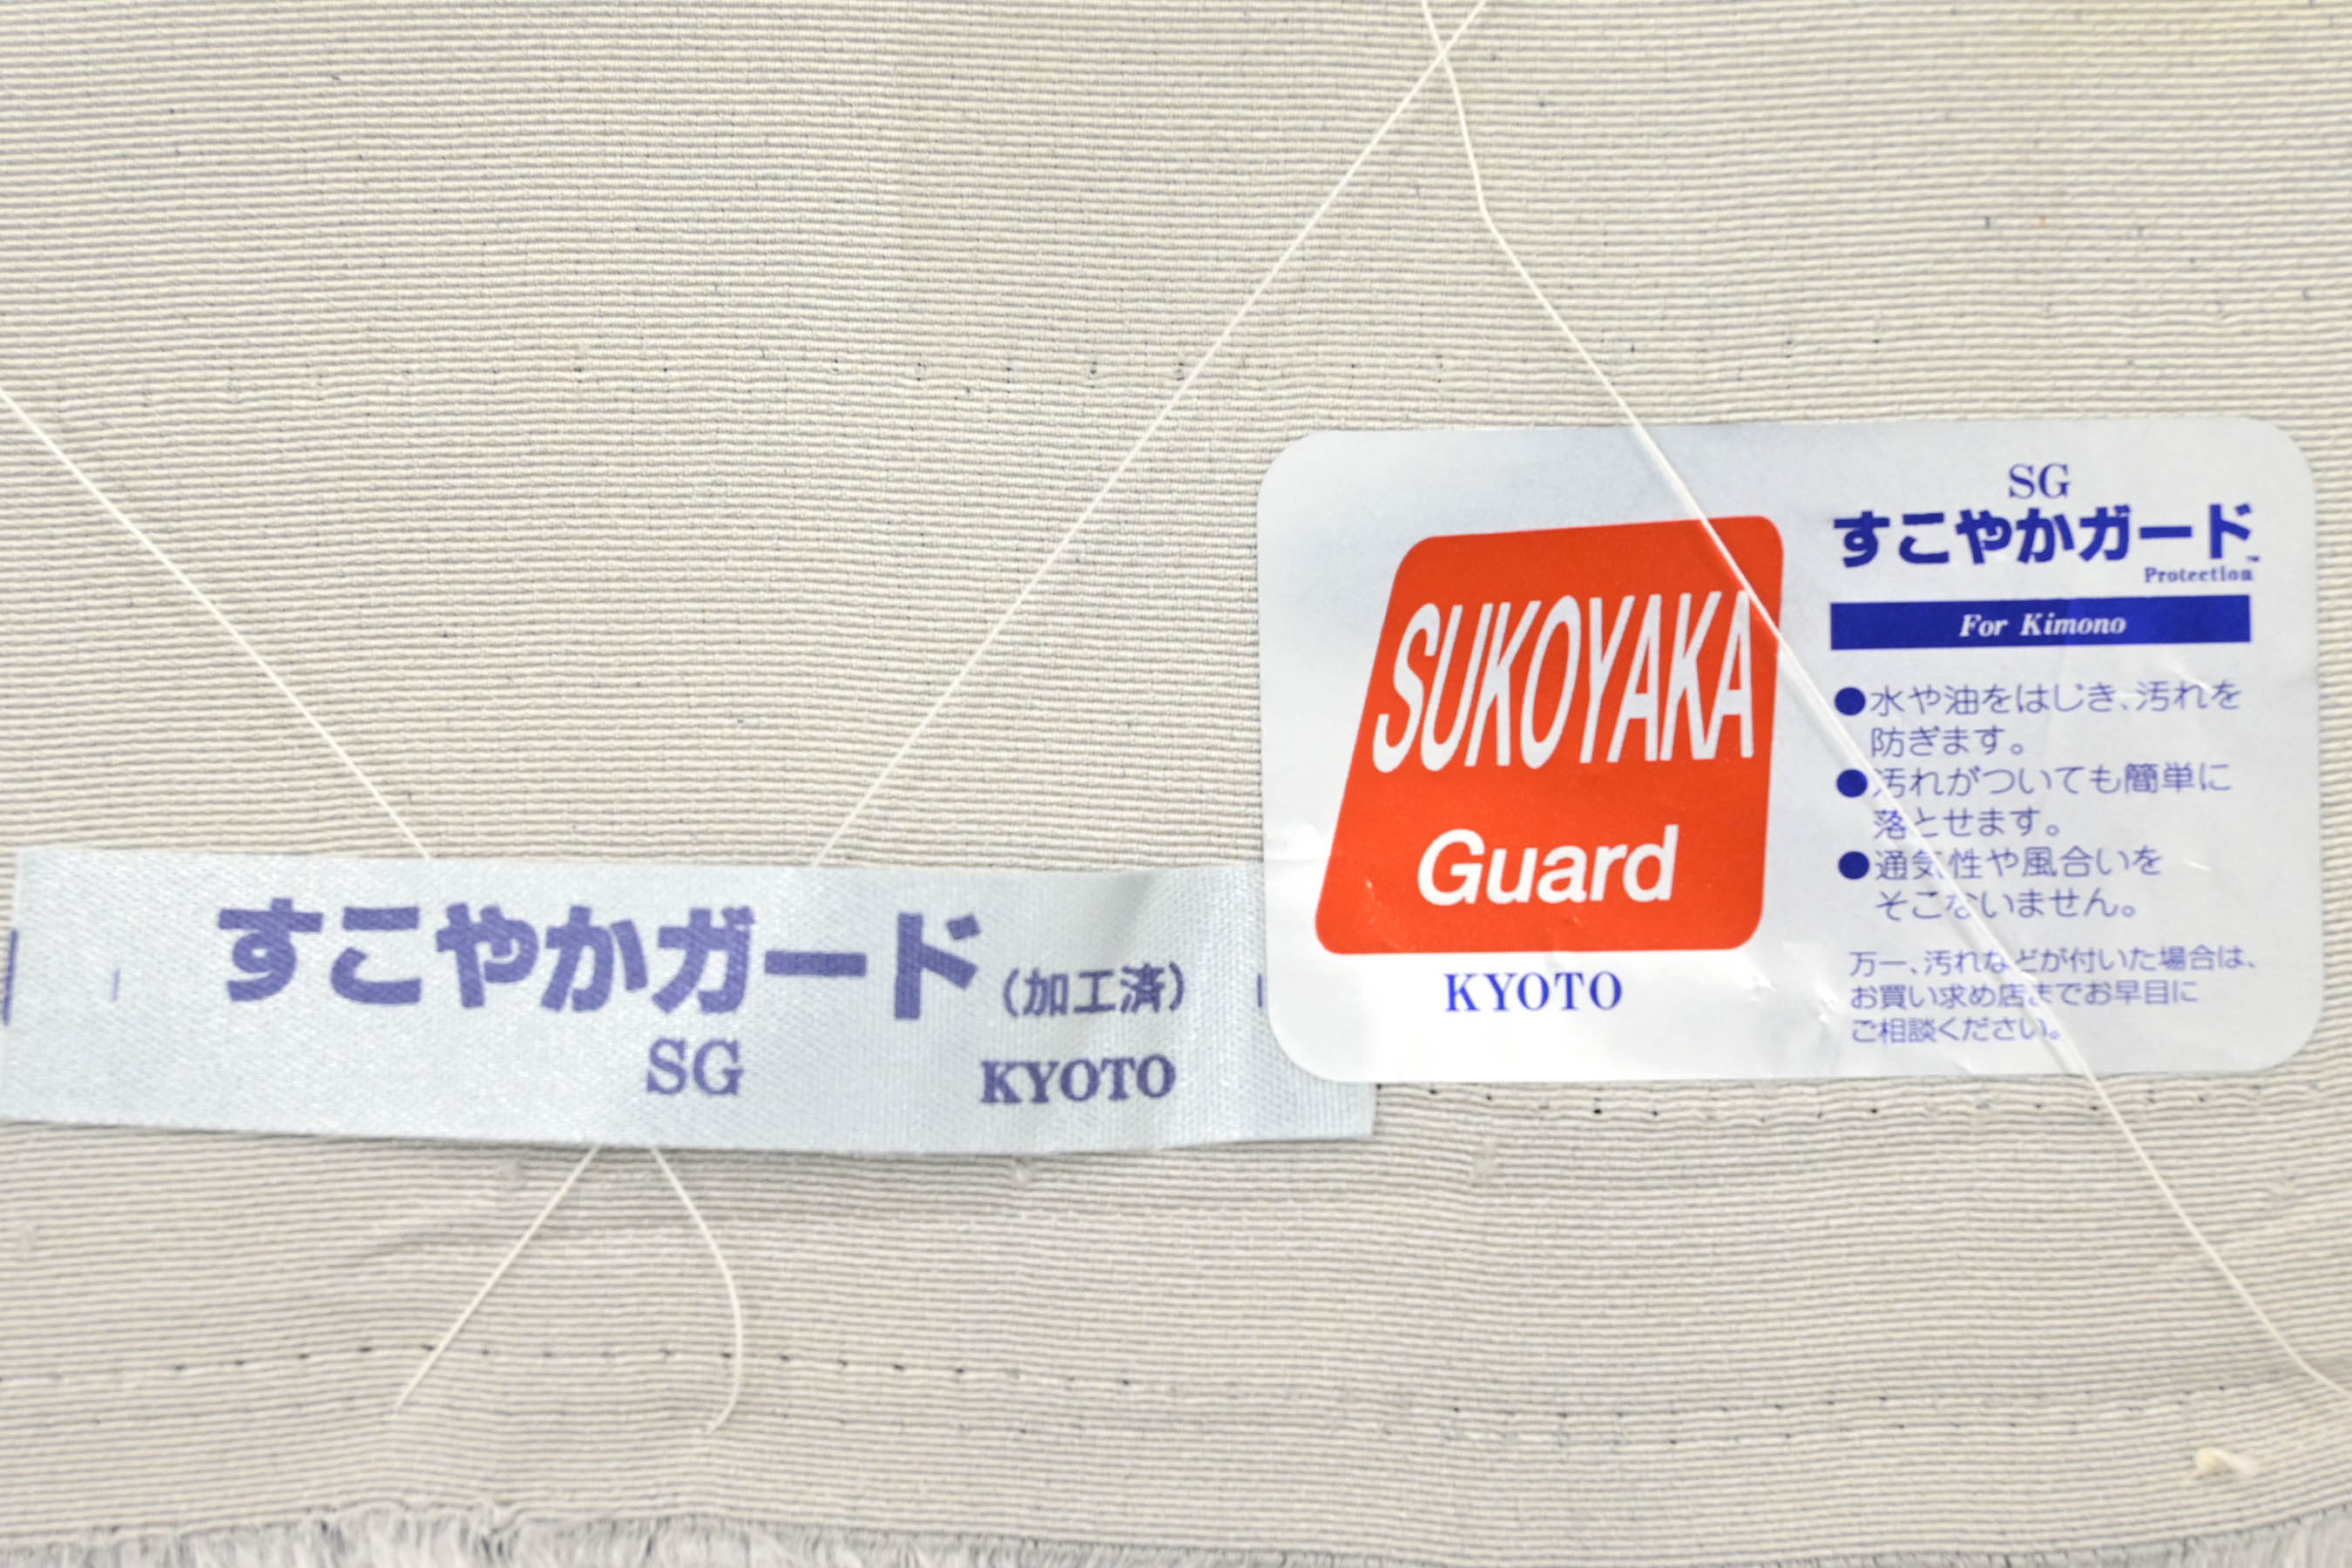 すこやかガード(加工済)
SG KYOTO
SUKOYAKA
Guard
KYOTO
SG
すこやかガード™
Protection
For Kimono
●水や油をはじき、汚れを
防ぎます。
●汚れがついても簡単に
落とせます。
●通気性や風合いを
そこないません。
万一、汚れなどが付いた場合は、
お買い求め店までお早目に
ご相談ください。